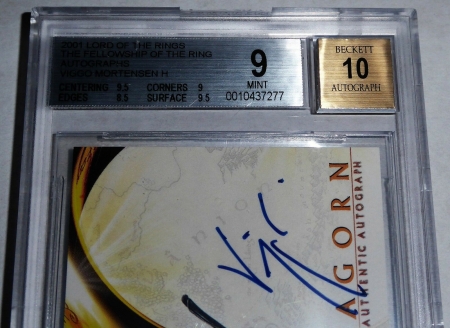 2001 LORD OF THE RINGS
THE FELLOWSHIP OF THE RING
AUTOGRAPHS
VIGGO MORTENSEN H
CENTERING 9.5 CORNERS 9
EDGES 8.5 SURFACE 9.5
9
MINT
0010437277
BECKETT
10
AUTOGRAPH
AGORN
AUTHENTIC AUTOGRAPH